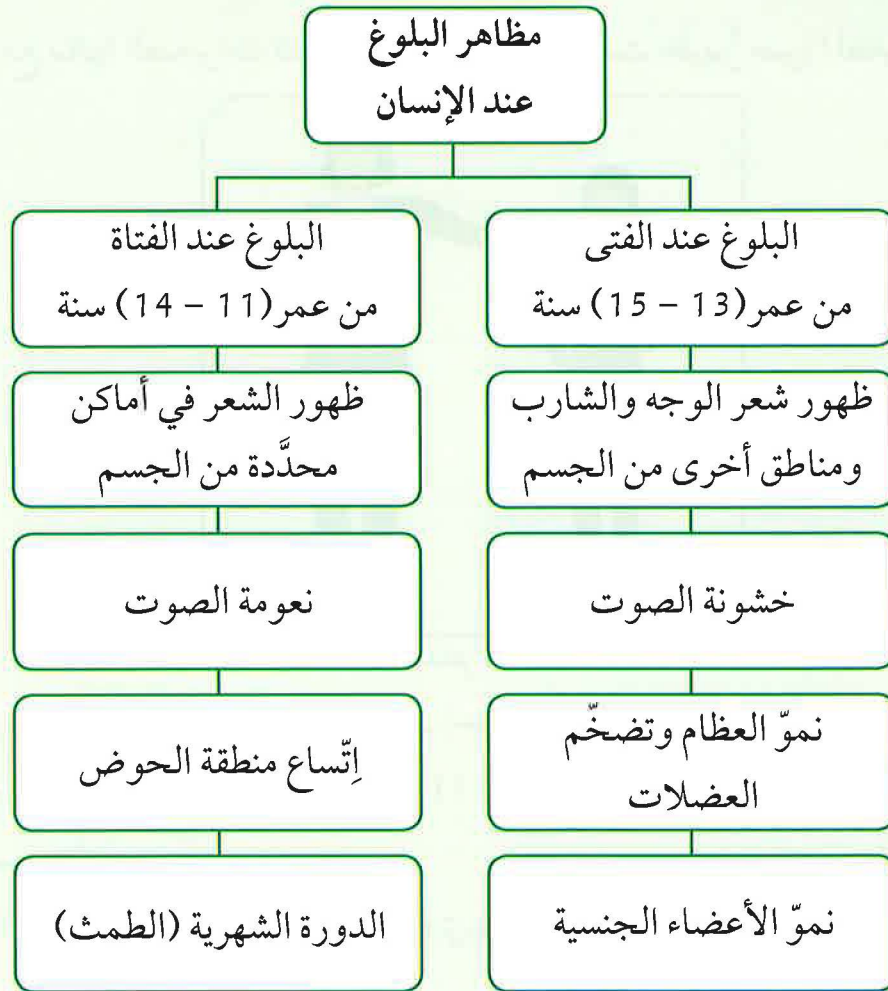 مظاهر البلوغ
عند الإنسان
البلوغ عند الفتى
من عمر (13 – 15) سنة
ظهور شعر الوجه والشارب
ومناطق أخرى من الجسم
خشونة الصوت
نموّ العظام وتضخّم
العضلات
نموّ الأعضاء الجنسية
البلوغ عند الفتاة
من عمر (11 – 14) سنة
ظهور الشعر في أماكن
محدَّدة من الجسم
نعومة الصوت
اِتّساع منطقة الحوض
الدورة الشهرية (الطمث)